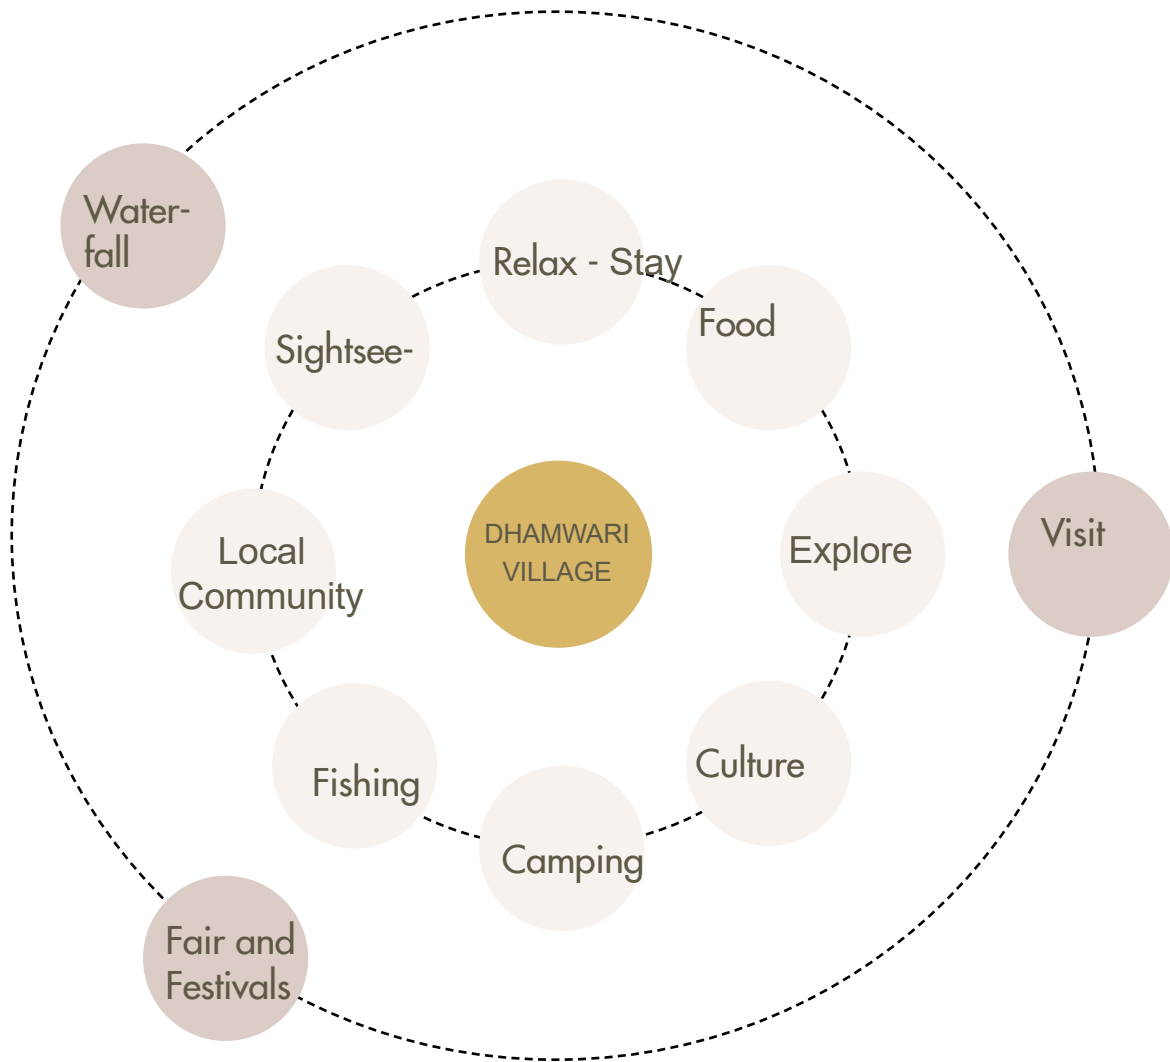 Water-
fall
Relax - Stay
Food
Sightsee-
DHAMWARI
VILLAGE
Visit
Explore
Local
Community
Culture
Fishing
Camping
Fair and
Festivals